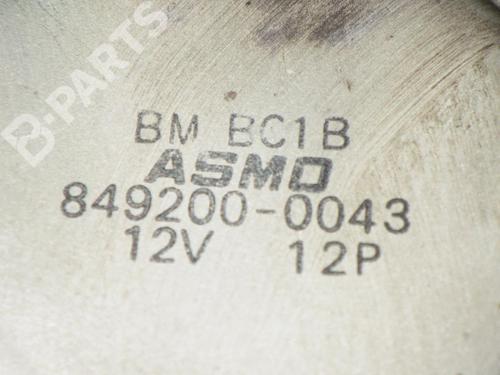 B-PARTS
BM BC1B
ASMO
849200-0043
12V 12P